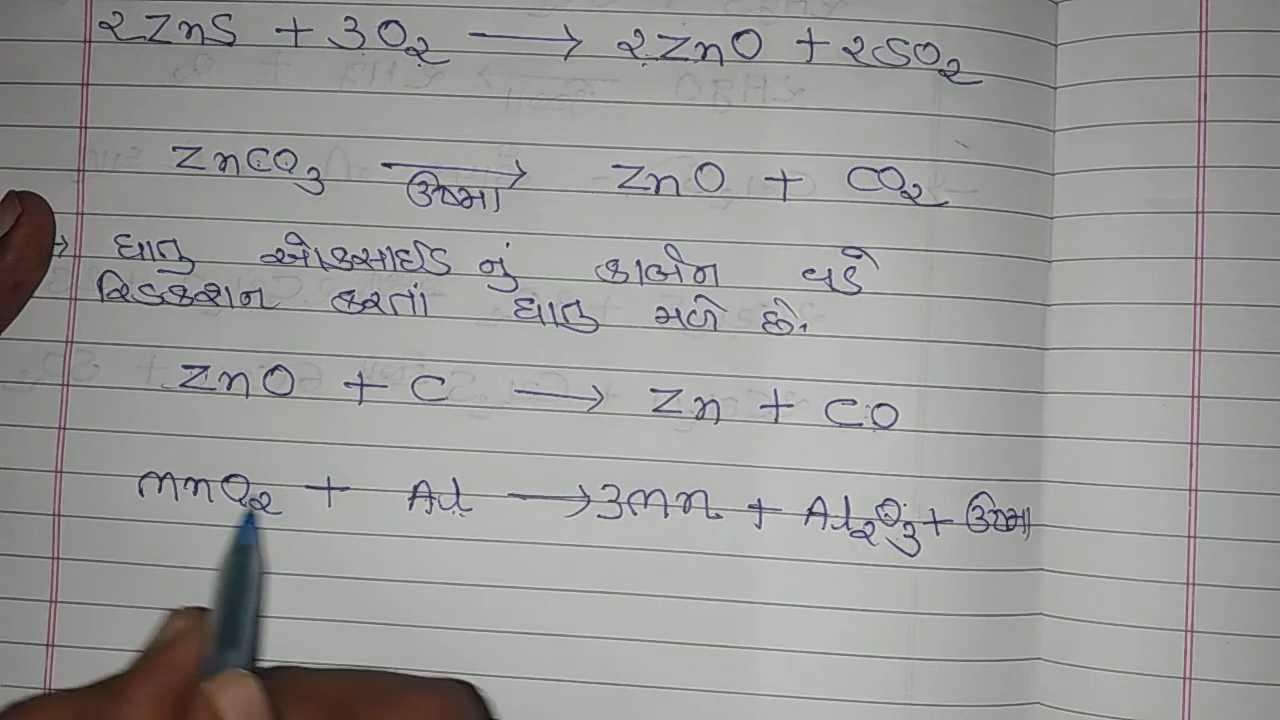 2ZnS + 3O₂ ⟶ 2ZnO + 2SO₂
ZnCO₃ ⟶ ZnO + CO₂
ઉષ્મા
→ ધાતુ ઓક્સાઈડ નું કાર્બન વડે
રિડક્શન કરતાં ધાતુ મળે છે.
ZnO + C ⟶ Zn + CO
MnO₂ + Al ⟶ 3Mn + Al₂O₃ + ઉષ્મા